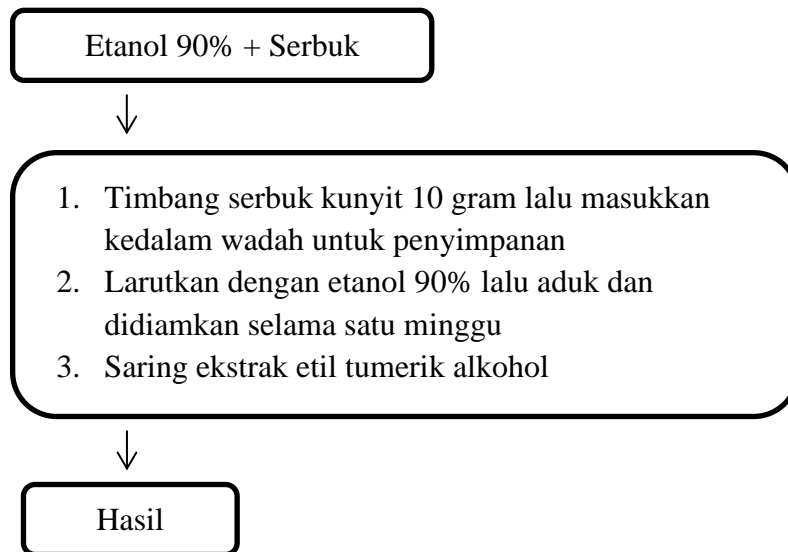 Etanol 90% + Serbuk
1. Timbang serbuk kunyit 10 gram lalu masukkan
kedalam wadah untuk penyimpanan
2. Larutkan dengan etanol 90% lalu aduk dan
didiamkan selama satu minggu
3. Saring ekstrak etil tumerik alkohol
Hasil